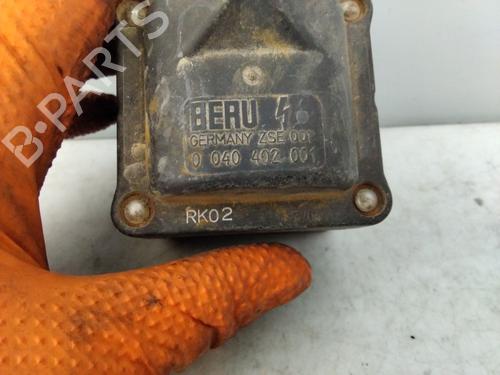 B-PARTS
BERU
GERMANY ZSE 001
0 040 402 001
RK02